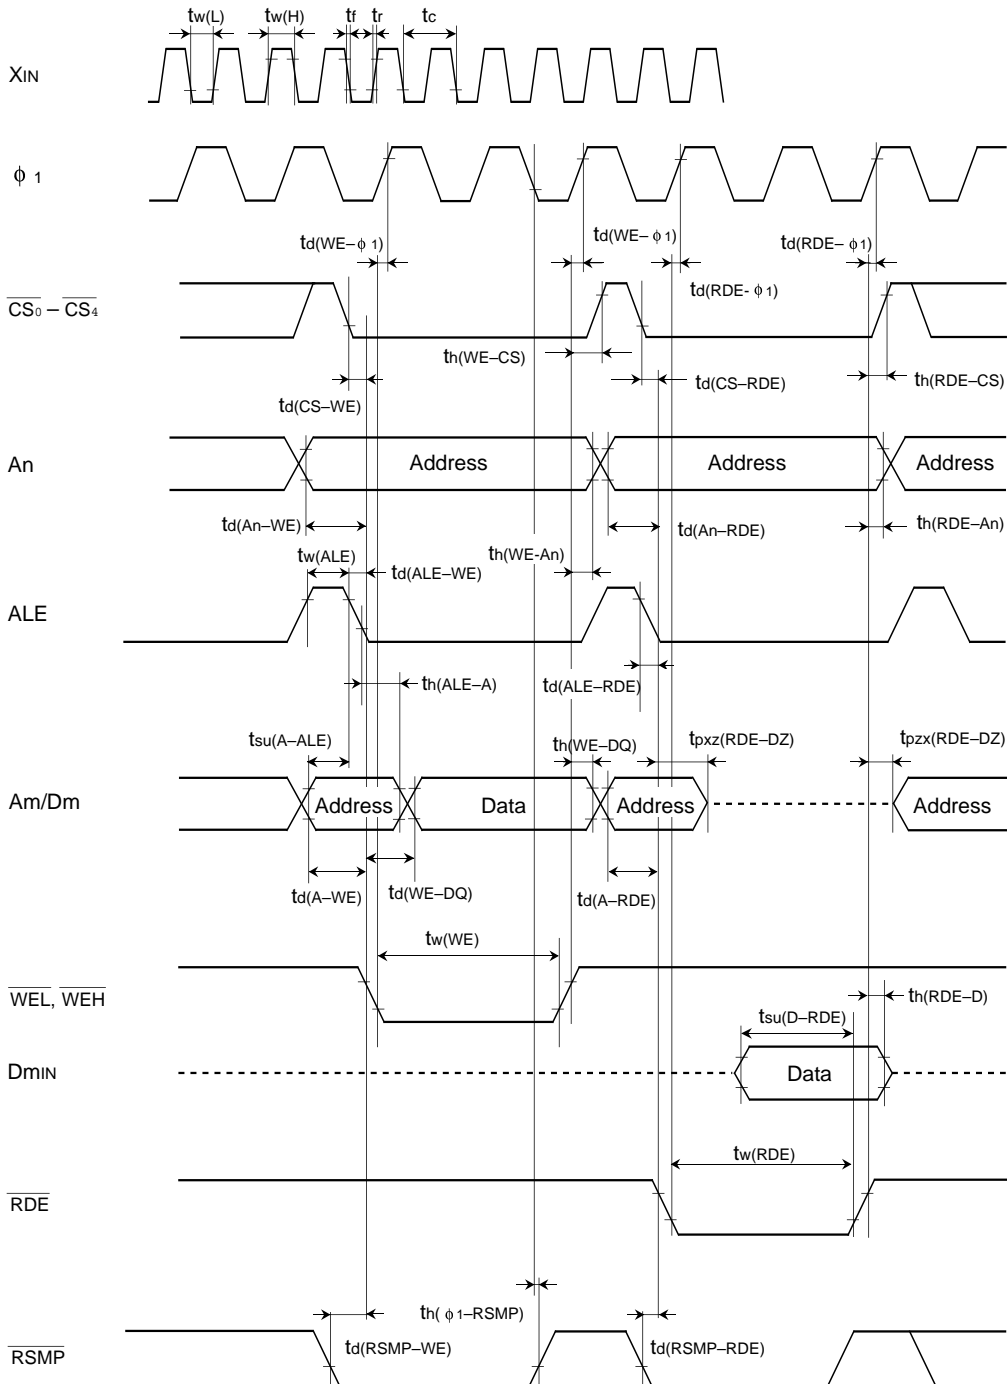 tw(L) tw(H) tf tr tc
XIN
ϕ 1
td(WE–ϕ1) td(WE–ϕ1) td(RDE–ϕ1)
td(RDE-ϕ1)
CS0 – CS4
th(WE–CS)
td(CS–RDE) th(RDE–CS)
td(CS–WE)
An Address Address Address
td(An–WE) td(An–RDE) th(RDE–An)
tw(ALE) th(WE-An)
td(ALE–WE)
ALE
th(ALE–A) td(ALE–RDE)
tsu(A–ALE) th(WE–DQ) tpxz(RDE–DZ) tpzx(RDE–DZ)
Am/Dm Address Data Address Address
td(A–WE) td(WE–DQ) td(A–RDE)
tw(WE)
WEL, WEH
th(RDE–D)
tsu(D–RDE)
DmIN Data
tw(RDE)
RDE
th(ϕ1–RSMP)
td(RSMP–WE) td(RSMP–RDE)
RSMP